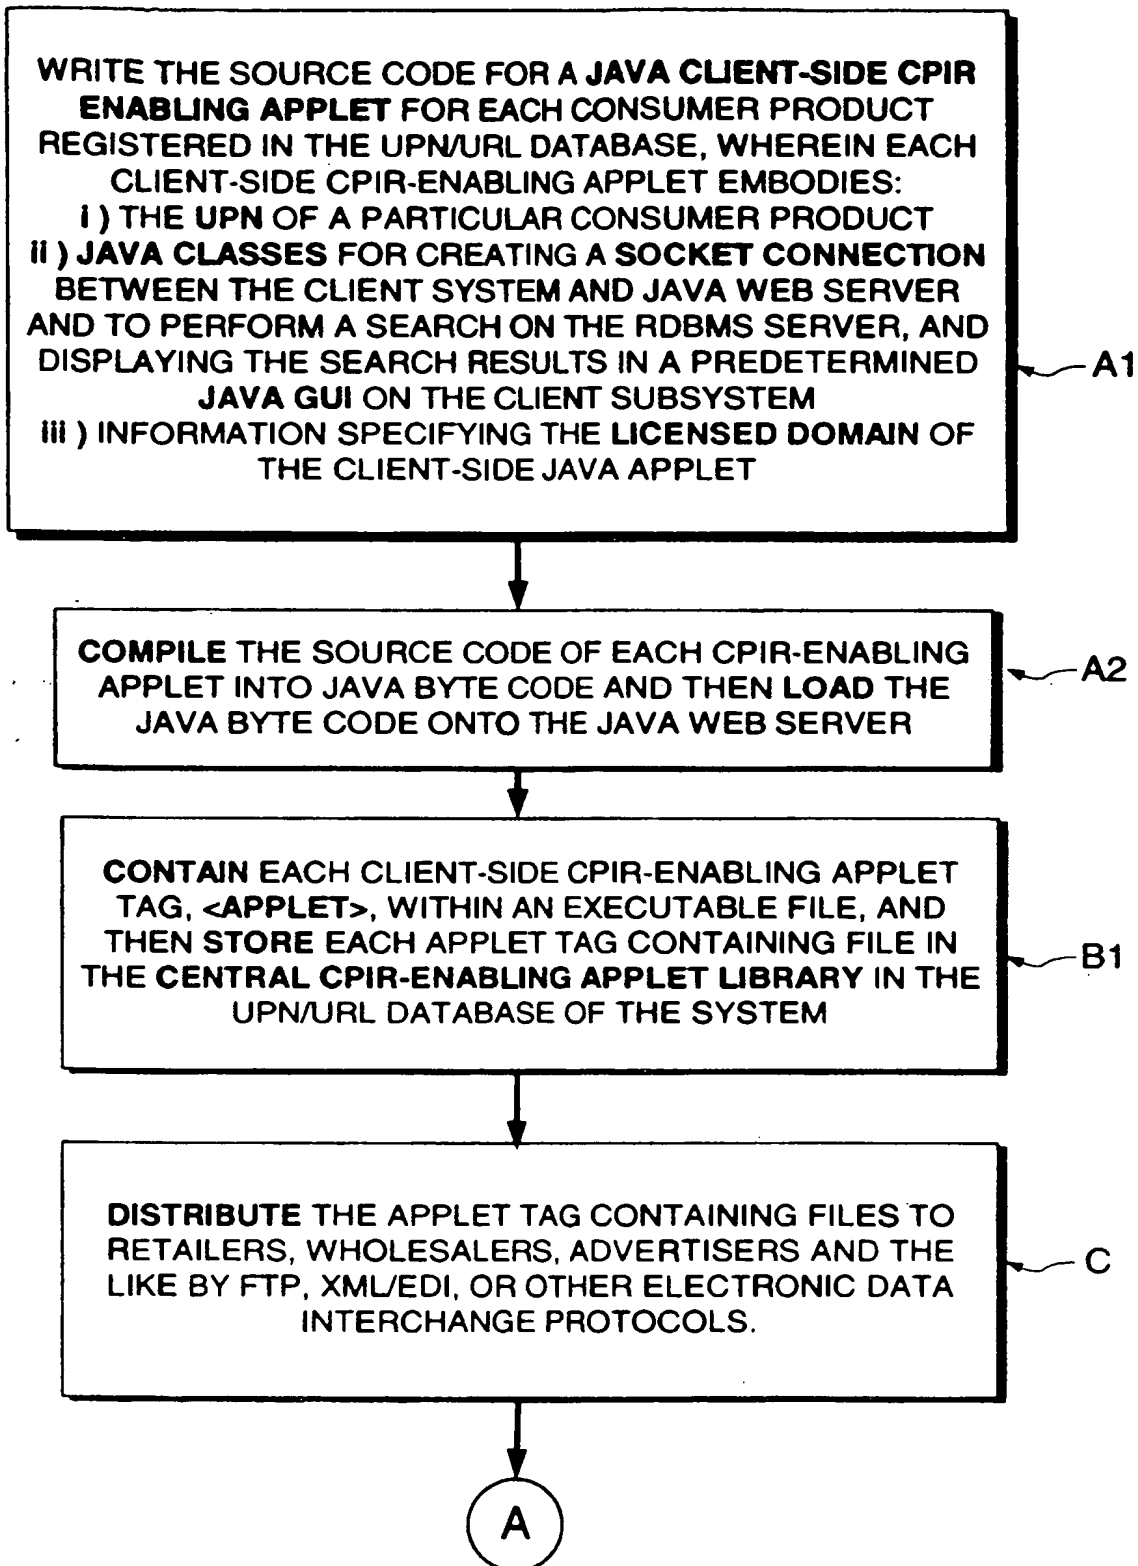 WRITE THE SOURCE CODE FOR A JAVA CLIENT-SIDE CPIR
ENABLING APPLET FOR EACH CONSUMER PRODUCT
REGISTERED IN THE UPN/URL DATABASE, WHEREIN EACH
CLIENT-SIDE CPIR-ENABLING APPLET EMBODIES:
i ) THE UPN OF A PARTICULAR CONSUMER PRODUCT
ii ) JAVA CLASSES FOR CREATING A SOCKET CONNECTION
BETWEEN THE CLIENT SYSTEM AND JAVA WEB SERVER
AND TO PERFORM A SEARCH ON THE RDBMS SERVER, AND
DISPLAYING THE SEARCH RESULTS IN A PREDETERMINED
JAVA GUI ON THE CLIENT SUBSYSTEM
iii ) INFORMATION SPECIFYING THE LICENSED DOMAIN OF
THE CLIENT-SIDE JAVA APPLET
A1
COMPILE THE SOURCE CODE OF EACH CPIR-ENABLING
APPLET INTO JAVA BYTE CODE AND THEN LOAD THE
JAVA BYTE CODE ONTO THE JAVA WEB SERVER
A2
CONTAIN EACH CLIENT-SIDE CPIR-ENABLING APPLET
TAG, <APPLET>, WITHIN AN EXECUTABLE FILE, AND
THEN STORE EACH APPLET TAG CONTAINING FILE IN
THE CENTRAL CPIR-ENABLING APPLET LIBRARY IN THE
UPN/URL DATABASE OF THE SYSTEM
B1
DISTRIBUTE THE APPLET TAG CONTAINING FILES TO
RETAILERS, WHOLESALERS, ADVERTISERS AND THE
LIKE BY FTP, XML/EDI, OR OTHER ELECTRONIC DATA
INTERCHANGE PROTOCOLS.
C
A